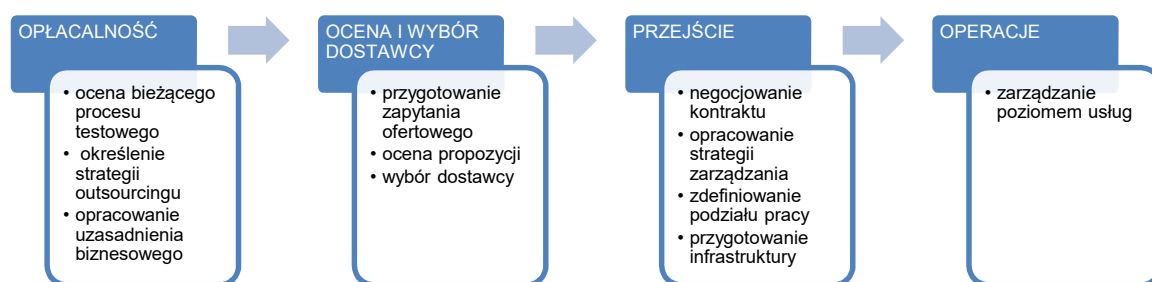 OPŁACALNOŚĆ
• ocena bieżącego
procesu
testowego
• określenie
strategii
outsourcingu
• opracowanie
uzasadnienia
biznesowego
OCENA I WYBÓR
DOSTAWCY
• przygotowanie
zapytania
ofertowego
• ocena propozycji
• wybór dostawcy
PRZEJŚCIE
• negocjowanie
kontraktu
• opracowanie
strategii
zarządzania
• zdefiniowanie
podziału pracy
• przygotowanie
infrastruktury
OPERACJE
• zarządzanie
poziomem usług